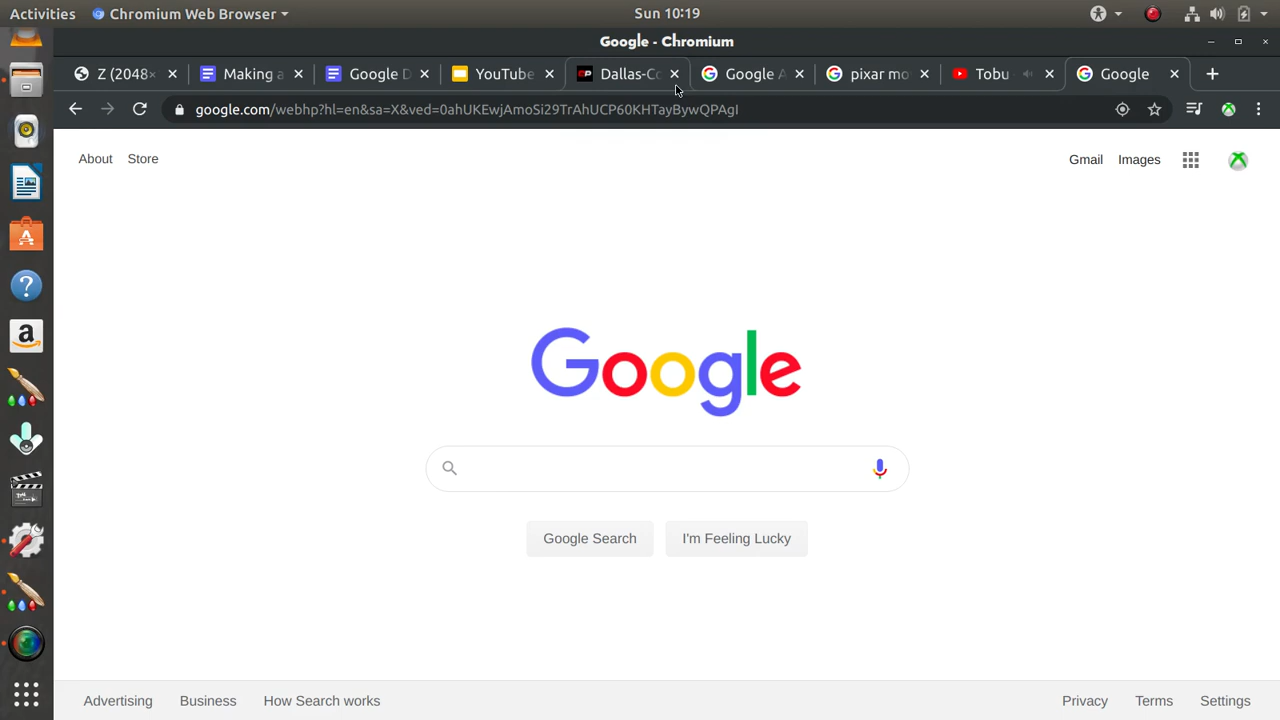 Activities Chromium Web Browser Sun 10:19
Google - Chromium
Z (2048× Making a Google D YouTube Dallas-Co Google A pixar mo Tobu Google
google.com/webhp?hl=en&sa=X&ved=0ahUKEwjAmoSi29TrAhUCP60KHTayBywQPAgI
About Store Gmail Images
Google
Google Search I'm Feeling Lucky
Advertising Business How Search works Privacy Terms Settings